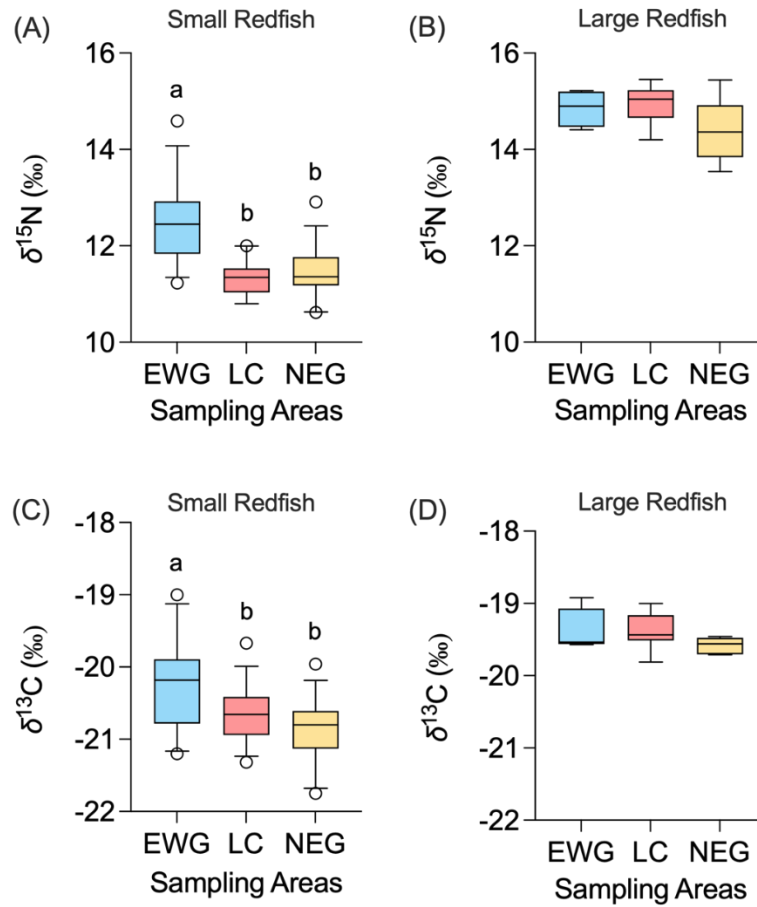 (A) Small Redfish
16
14
12
10
δ¹⁵N (‰)
a
b
b
EWG LC NEG
Sampling Areas
(B) Large Redfish
16
14
12
10
δ¹⁵N (‰)
EWG LC NEG
Sampling Areas
(C) Small Redfish
-18
-19
-20
-21
-22
δ¹³C (‰)
a
b
b
EWG LC NEG
Sampling Areas
(D) Large Redfish
-18
-19
-20
-21
-22
δ¹³C (‰)
EWG LC NEG
Sampling Areas